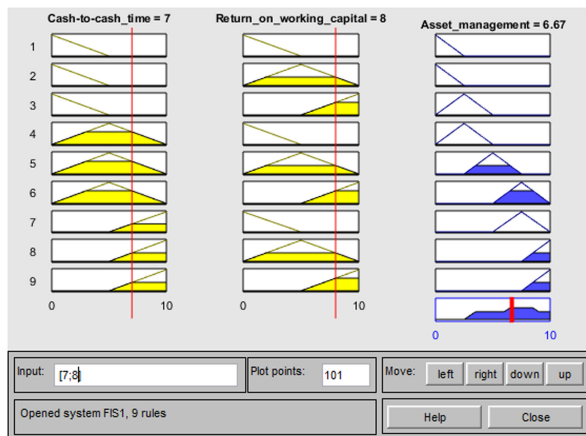 Cash-to-cash_time = 7
Return_on_working_capital = 8
Asset_management = 6.67
1
2
3
4
5
6
7
8
9
0 10
0 10
0 10
Input: [7;8]
Plot points: 101
Move: left right down up
Opened system FIS1, 9 rules
Help Close